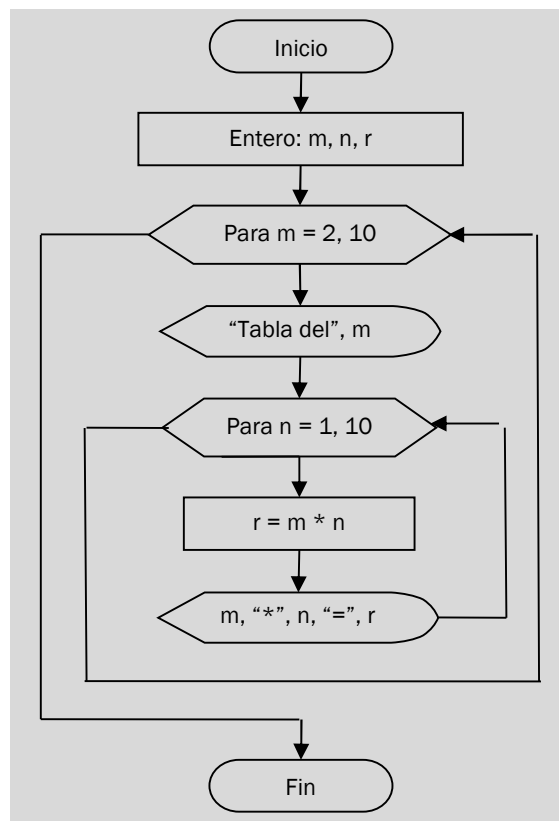 Inicio
Entero: m, n, r
Para m = 2, 10
“Tabla del”, m
Para n = 1, 10
r = m * n
m, “*”, n, “=”, r
Fin